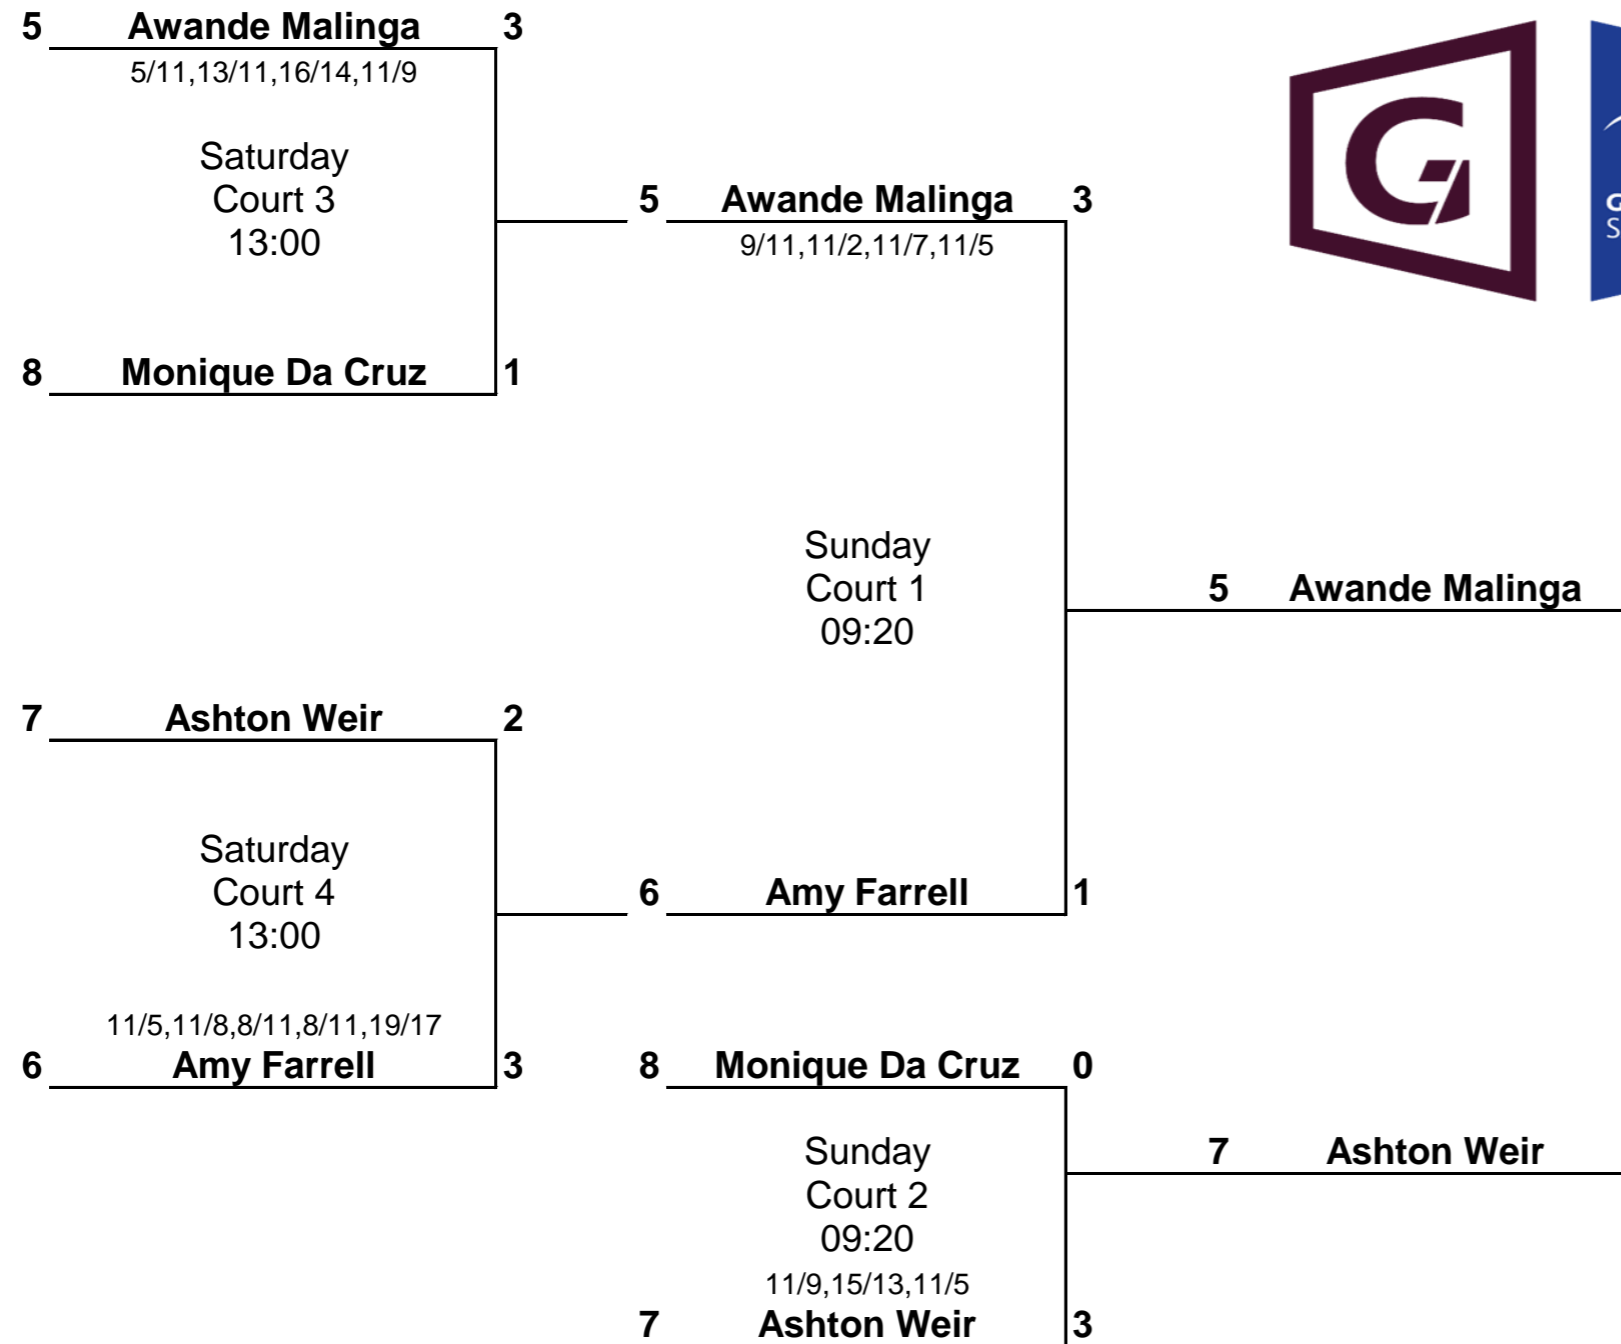 5 Awande Malinga 3
5/11,13/11,16/14,11/9
Saturday
Court 3
13:00
8 Monique Da Cruz 1
5 Awande Malinga 3
9/11,11/2,11/7,11/5
G
G
S
Sunday
Court 1
09:20
5 Awande Malinga
7 Ashton Weir 2
Saturday
Court 4
13:00
11/5,11/8,8/11,8/11,19/17
6 Amy Farrell 3
6 Amy Farrell 1
8 Monique Da Cruz 0
Sunday
Court 2
09:20
11/9,15/13,11/5
7 Ashton Weir 3
7 Ashton Weir